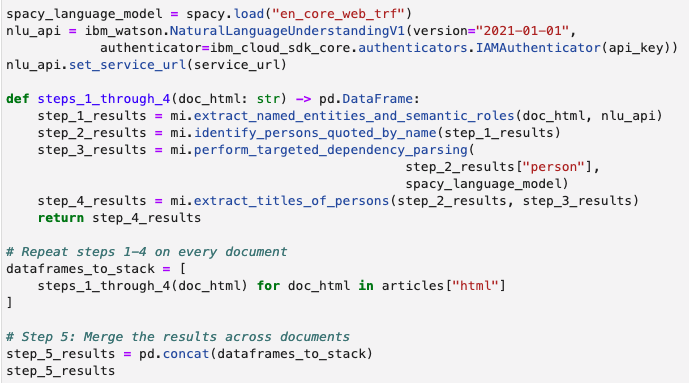 spacy_language_model = spacy.load("en_core_web_trf")
nlu_api = ibm_watson.NaturalLanguageUnderstandingV1(version="2021-01-01",
            authenticator=ibm_cloud_sdk_core.authenticators.IAMAuthenticator(api_key))
nlu_api.set_service_url(service_url)

def steps_1_through_4(doc_html: str) -> pd.DataFrame:
    step_1_results = mi.extract_named_entities_and_semantic_roles(doc_html, nlu_api)
    step_2_results = mi.identify_persons_quoted_by_name(step_1_results)
    step_3_results = mi.perform_targeted_dependency_parsing(
                                                   step_2_results["person"],
                                                   spacy_language_model)
    step_4_results = mi.extract_titles_of_persons(step_2_results, step_3_results)
    return step_4_results

# Repeat steps 1-4 on every document
dataframes_to_stack = [
    steps_1_through_4(doc_html) for doc_html in articles["html"]
]

# Step 5: Merge the results across documents
step_5_results = pd.concat(dataframes_to_stack)
step_5_results